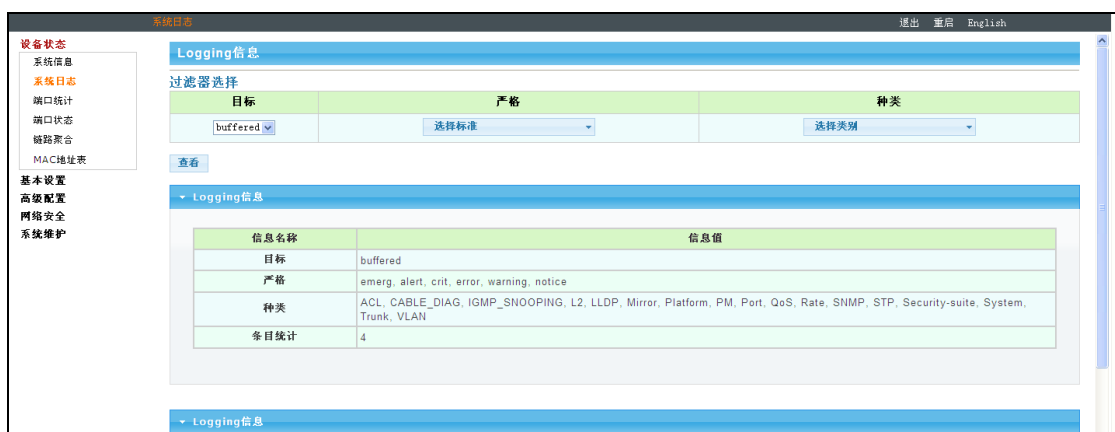 系统日志 退出 重启 English
设备状态
系统信息
系统日志
端口统计
端口状态
链路聚合
MAC地址表
基本设置
高级配置
网络安全
系统维护
Logging信息
过滤器选择
目标 严格 种类
buffered 选择标准 选择类别
查看
Logging信息
信息名称 信息值
目标 buffered
严格 emerg, alert, crit, error, warning, notice
种类 ACL, CABLE_DIAG, IGMP_SNOOPING, L2, LLDP, Mirror, Platform, PM, Port, QoS, Rate, SNMP, STP, Security-suite, System,
Trunk, VLAN
条目统计 4
Logging信息